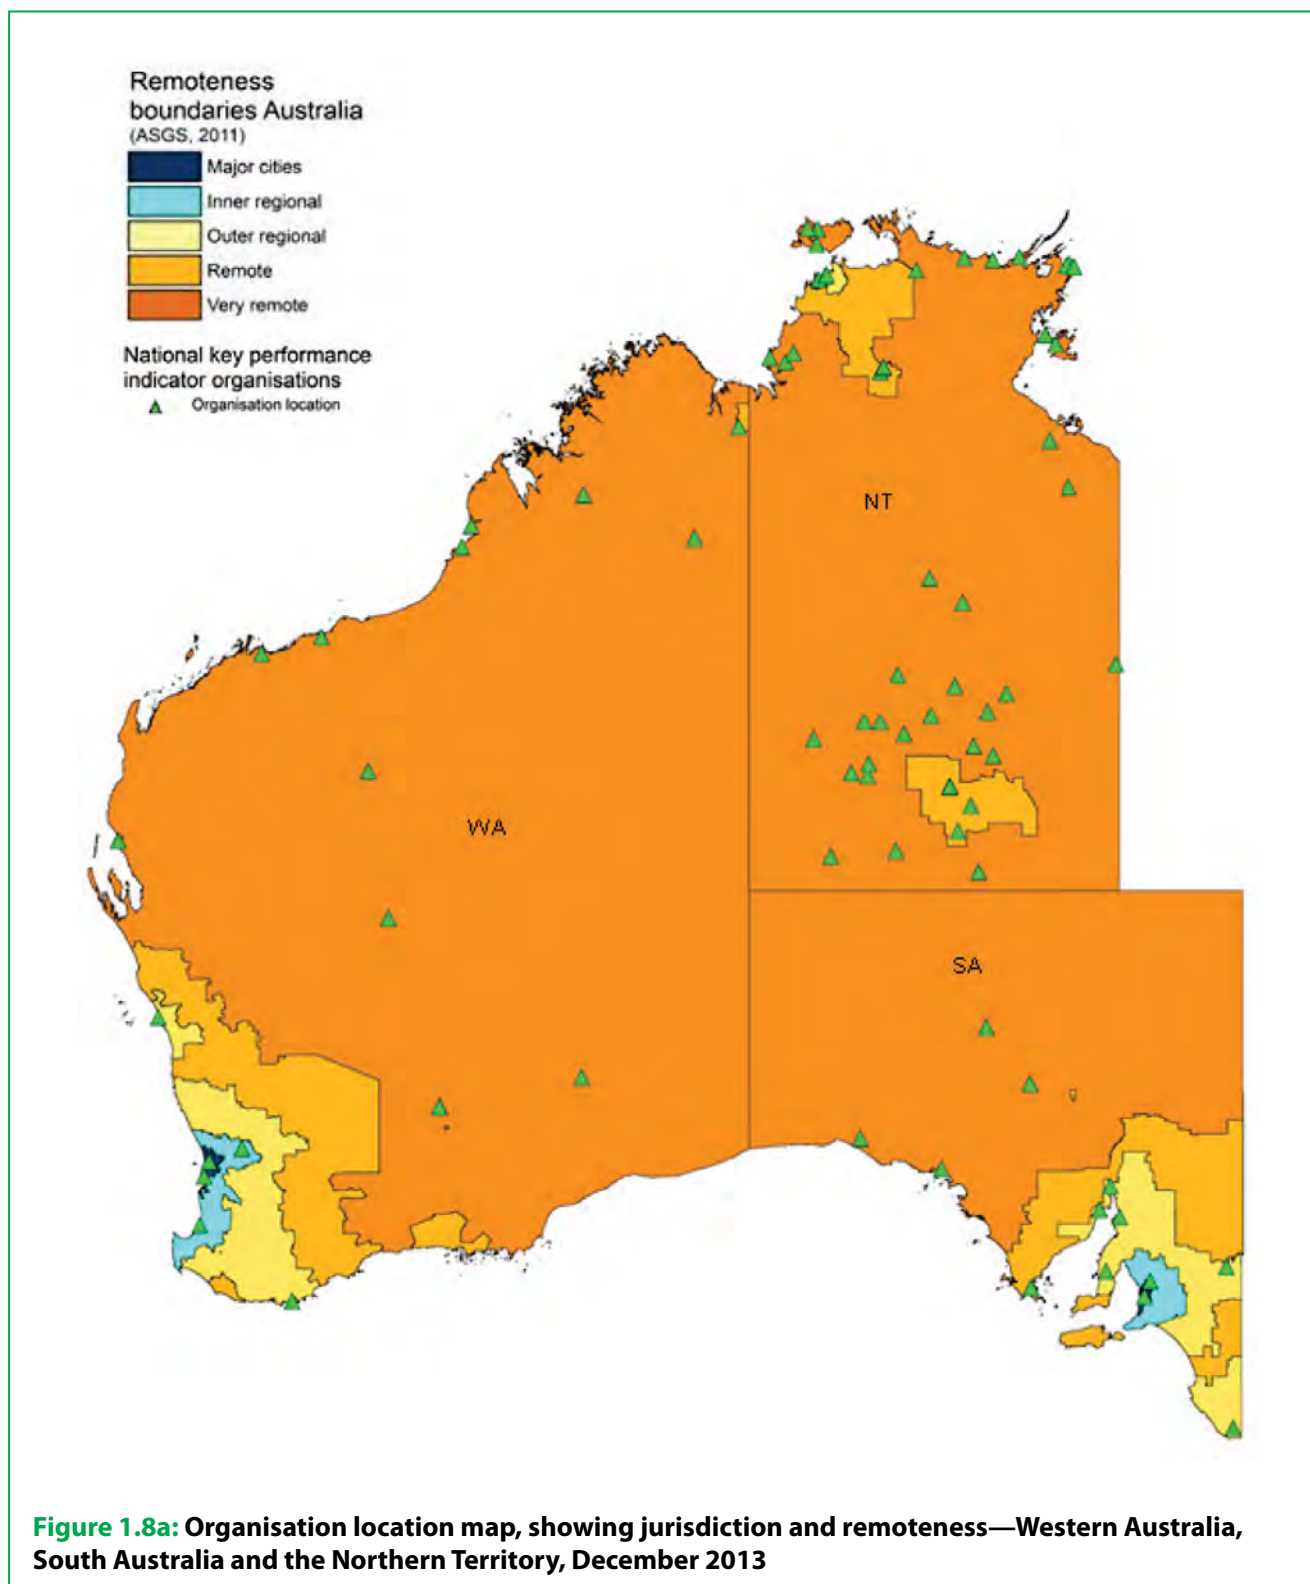 Remoteness
boundaries Australia
(ASGS, 2011)
Major cities
Inner regional
Outer regional
Remote
Very remote
National key performance
indicator organisations
Organisation location
NT
WA
SA
Figure 1.8a: Organisation location map, showing jurisdiction and remoteness—Western Australia,
South Australia and the Northern Territory, December 2013